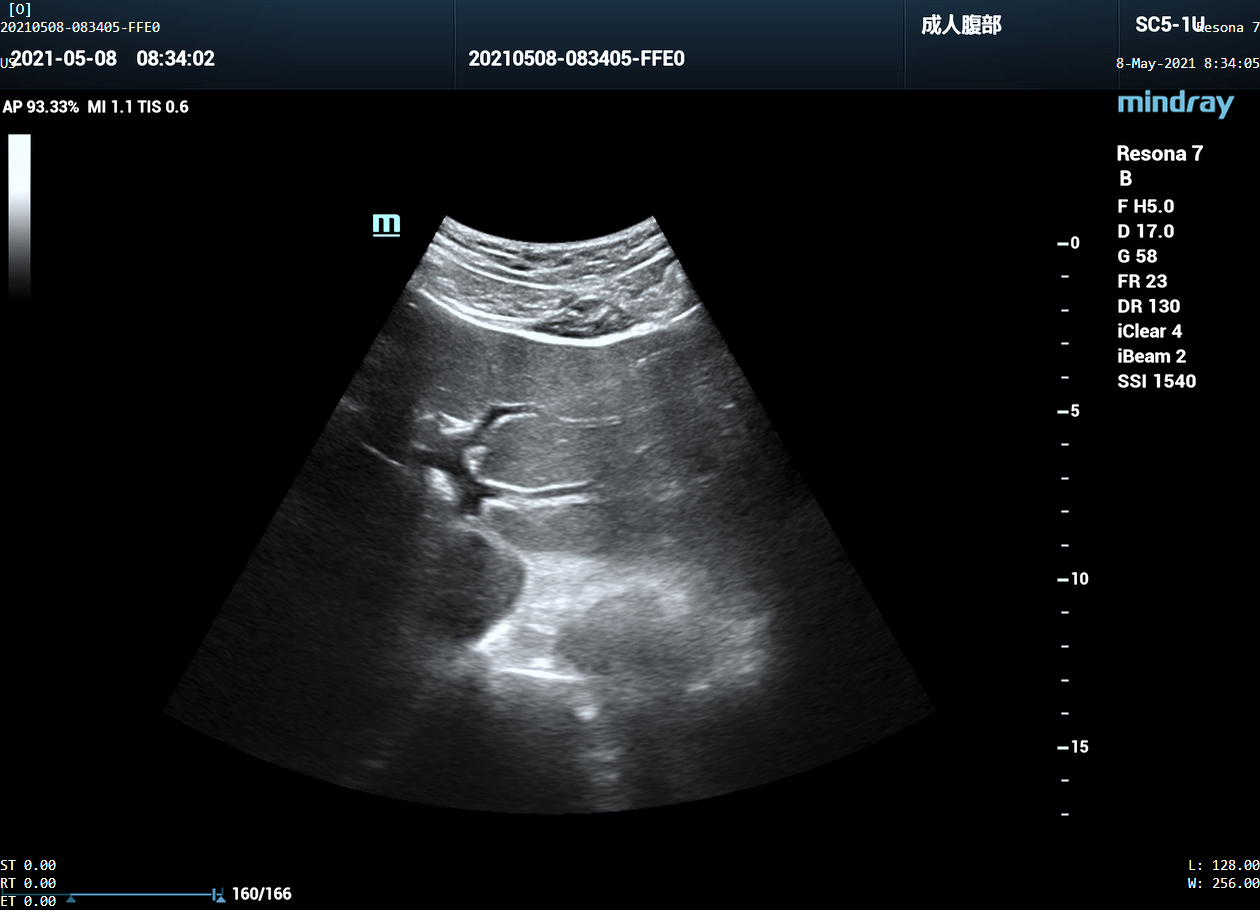 [O]
20210508-083405-FFE0
成人腹部
SC5-1U
Resona 7
US
2021-05-08 08:34:02
20210508-083405-FFE0
8-May-2021 8:34:05
AP 93.33% MI 1.1 TIS 0.6
mindray
Resona 7
B
F H5.0
D 17.0
G 58
FR 23
DR 130
iClear 4
iBeam 2
SSI 1540
m
0
5
10
15
ST 0.00
RT 0.00
ET 0.00
160/166
L: 128.00
W: 256.00